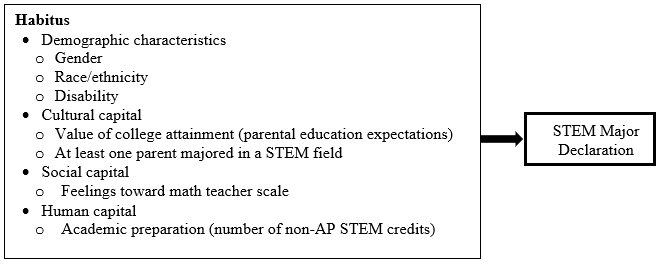 Habitus
• Demographic characteristics
o Gender
o Race/ethnicity
o Disability
• Cultural capital
o Value of college attainment (parental education expectations)
o At least one parent majored in a STEM field
• Social capital
o Feelings toward math teacher scale
• Human capital
o Academic preparation (number of non-AP STEM credits)
STEM Major
Declaration